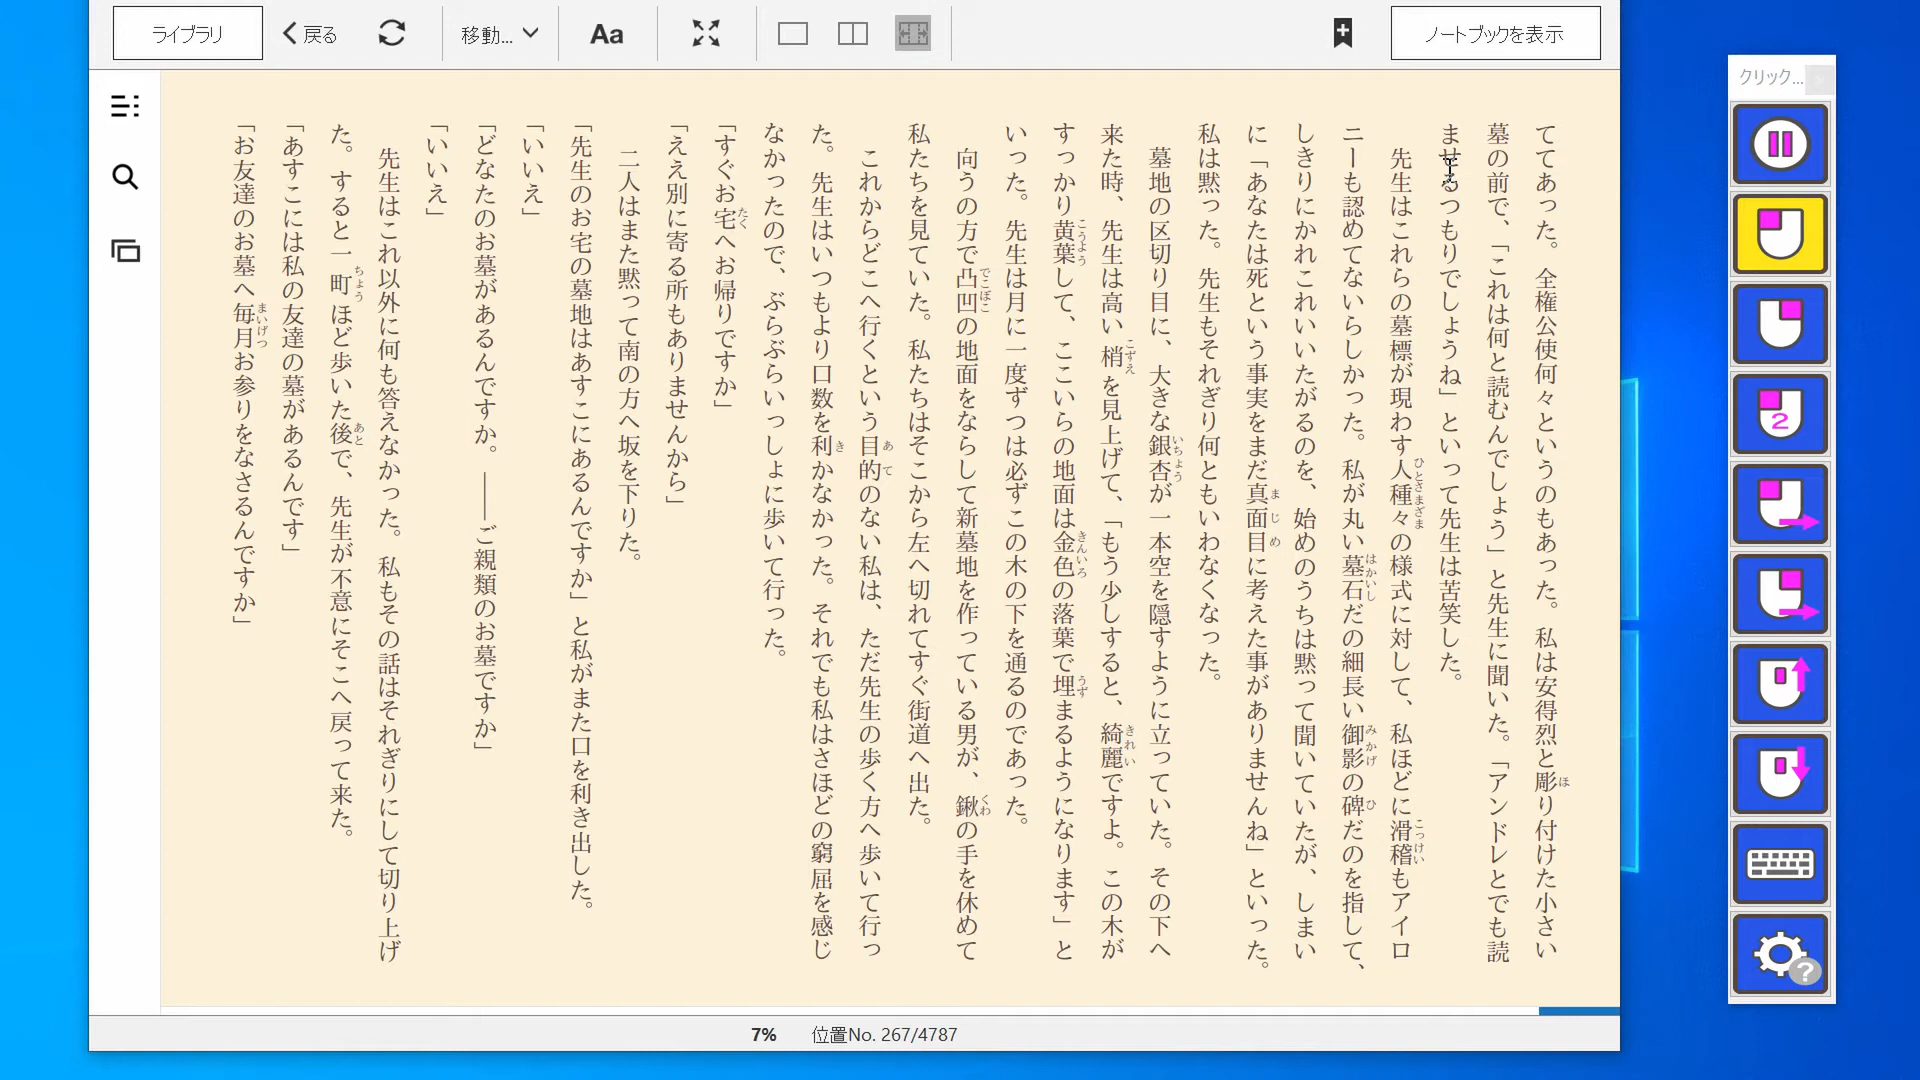 ライブラリ
戻る
移動...
Aa
ノートブックを表示
クリック...
2
?
ててあった。全権公使何々というのもあった。私は安得烈と彫り付けた小さい
墓の前で、「これは何と読むんでしょう」と先生に聞いた。「アンドレとでも読
ませるつもりでしょうね」といって先生は苦笑した。
先生はこれらの墓標が現わす人種々の様式に対して、私ほどに滑稽もアイロ
ニーも認めてないらしかった。私が丸い墓石だの細長い御影の碑だのを指して、
しきりにかれこれいいたがるのを、始めのうちは黙って聞いていたが、しまい
に「あなたは死という事実をまだ真面目に考えた事がありませんね」といった。
私は黙った。先生もそれぎり何ともいわなくなった。
墓地の区切り目に、大きな銀杏が一本空を隠すように立っていた。その下へ
来た時、先生は高い梢を見上げて、「もう少しすると、綺麗ですよ。この木が
すっかり黄葉して、ここいらの地面は金色の落葉で埋まるようになります」と
いった。先生は月に一度ずつは必ずこの木の下を通るのであった。
向うの方で凸凹の地面をならして新墓地を作っている男が、鍬の手を休めて
私たちを見ていた。私たちはそこから左へ切れてすぐ街道へ出た。
これからどこへ行くという目的のない私は、ただ先生の歩く方へ歩いて行っ
た。先生はいつもより口数を利かなかった。それでも私はさほどの窮屈を感じ
なかったので、ぶらぶらいっしょに歩いて行った。
「すぐお宅へお帰りですか」
「ええ別に寄る所もありませんから」
二人はまた黙って南の方へ坂を下りた。
「先生のお宅の墓地はあすこにあるんですか」と私がまた口を利き出した。
「いいえ」
「どなたのお墓があるんですか。――ご親類のお墓ですか」
「いいえ」
先生はこれ以外に何も答えなかった。私もその話はそれぎりにして切り上げ
た。すると一町ほど歩いた後で、先生が不意にそこへ戻って来た。
「あすこには私の友達の墓があるんです」
「お友達のお墓へ毎月お参りをなさるんですか」
7%
位置No. 267/4787